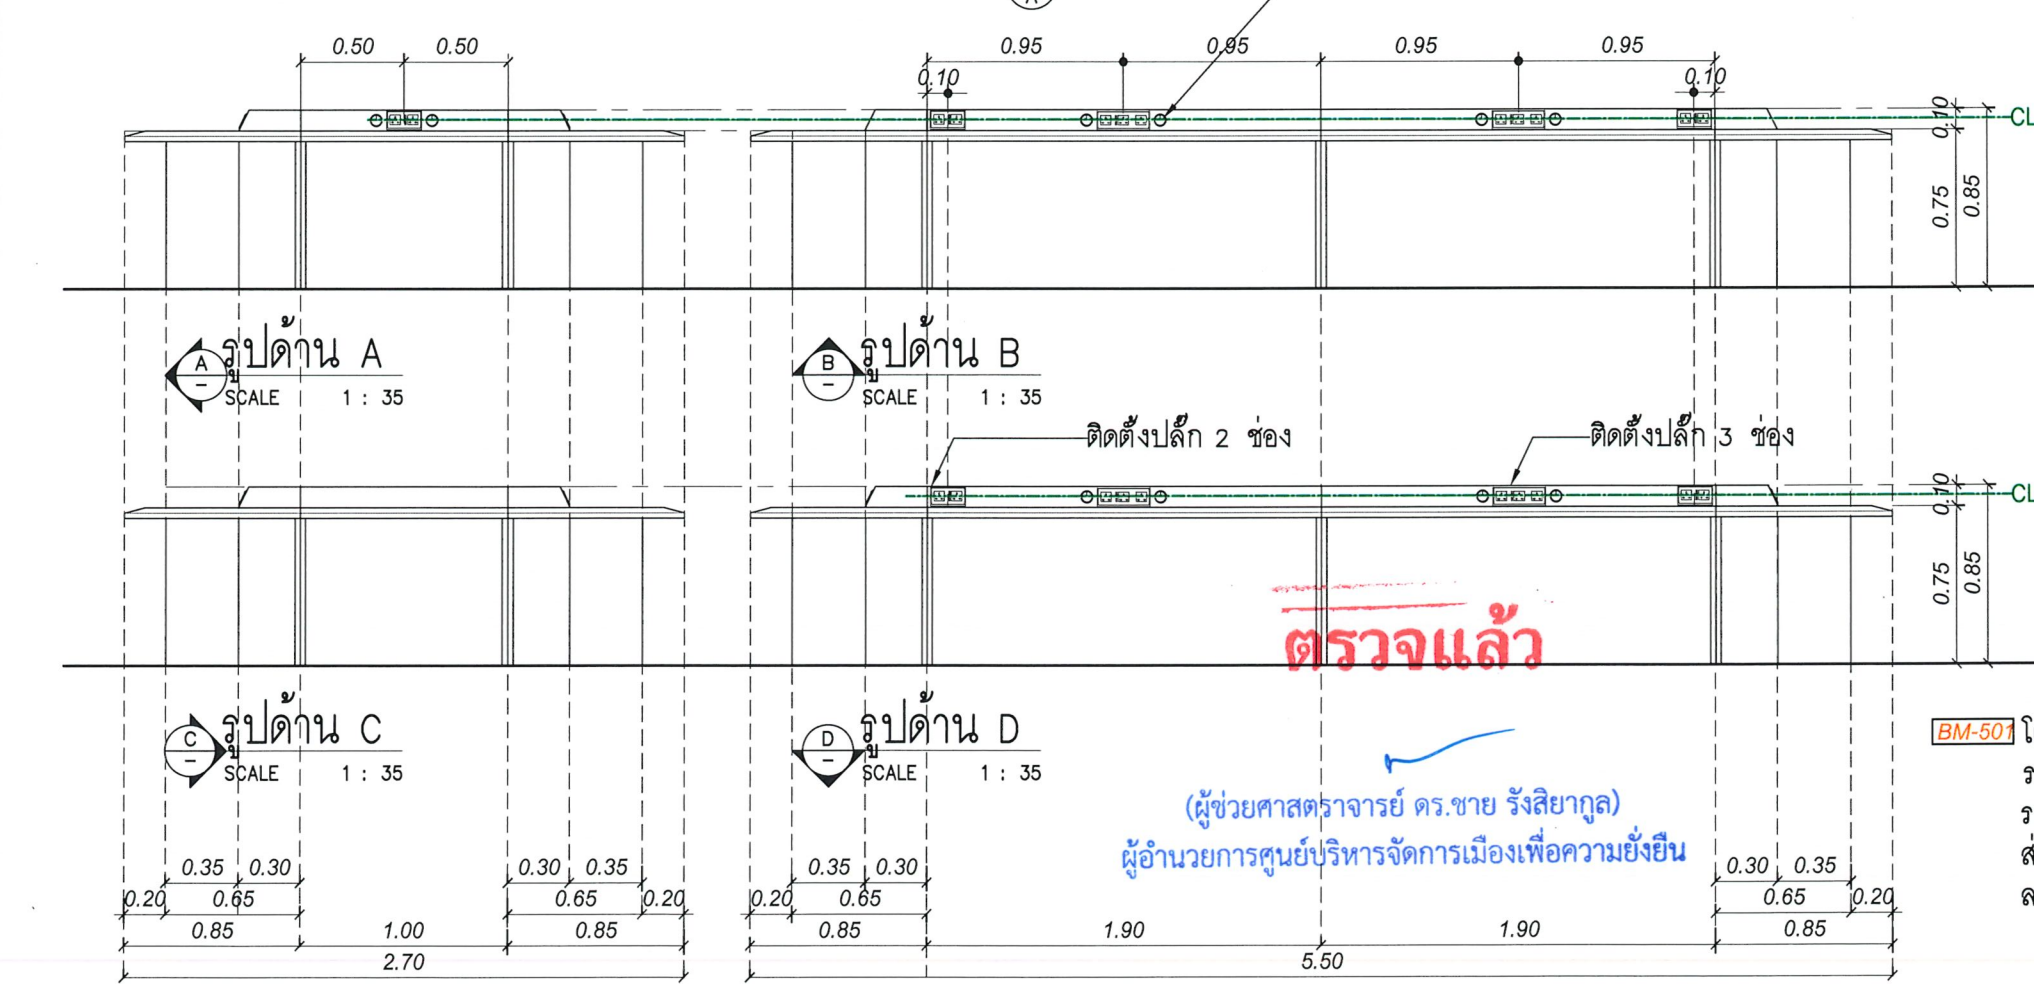 A
0.50 0.50 0.95 0.95 0.95 0.95
0.10 0.10
0.10 CL
0.75 0.85
A
–
รูปด้าน A
SCALE 1 : 35
B
–
รูปด้าน B
SCALE 1 : 35
ติดตั้งปลั๊ก 2 ช่อง ติดตั้งปลั๊ก 3 ช่อง
0.10 CL
0.75 0.85
ตรวจแล้ว
C
–
รูปด้าน C
SCALE 1 : 35
D
–
รูปด้าน D
SCALE 1 : 35
BM-501
(ผู้ช่วยศาสตราจารย์ ดร.ชาย รังสิยากูล)
ผู้อำนวยการศูนย์บริหารจัดการเมืองเพื่อความยั่งยืน
0.35 0.30 0.30 0.35 0.35 0.30 0.30 0.35
0.20 0.65 0.65 0.20 0.20 0.65 0.65 0.20
0.85 1.00 0.85 0.85 1.90 1.90 0.85
2.70 5.50